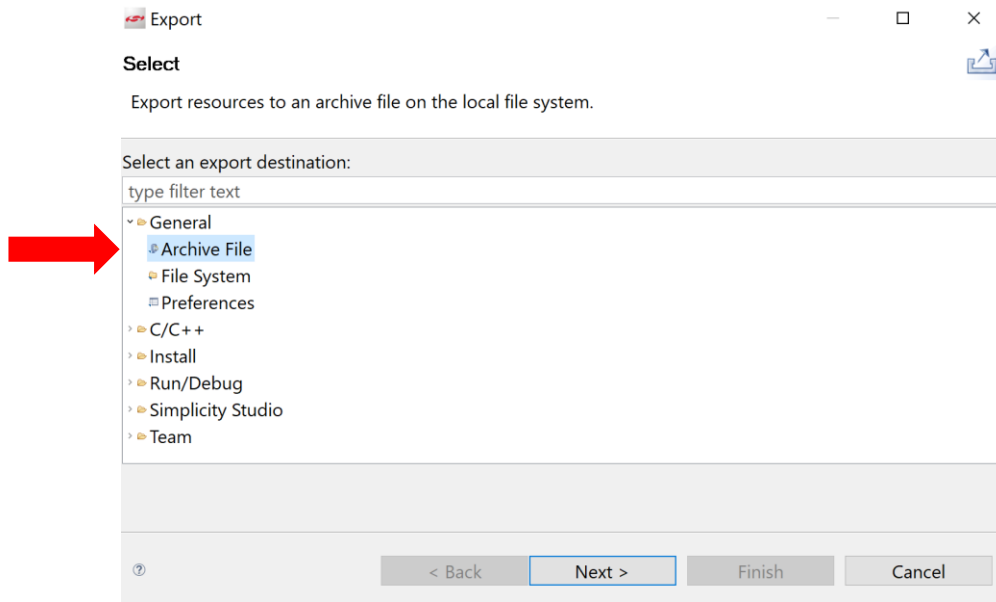 Export
Select
Export resources to an archive file on the local file system.
Select an export destination:
type filter text
General
Archive File
File System
Preferences
C/C++
Install
Run/Debug
Simplicity Studio
Team
< Back Next > Finish Cancel